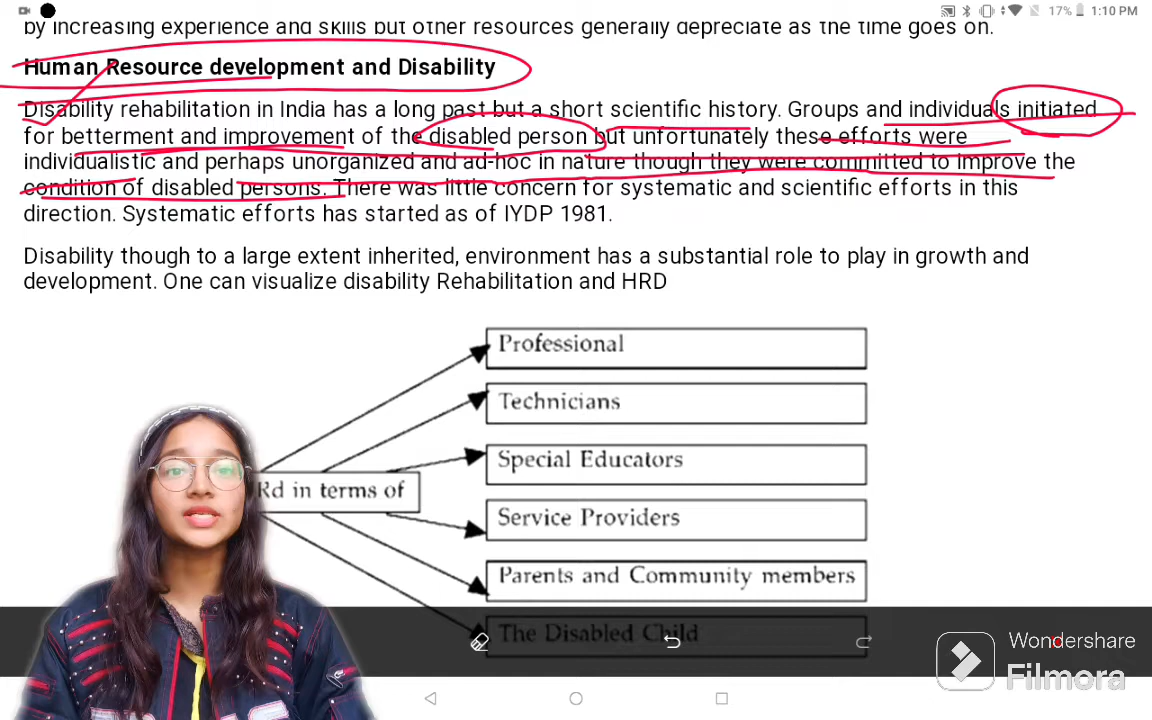 17% 1:10 PM
by increasing experience and skills but other resources generally depreciate as the time goes on.
Human Resource development and Disability
Disability rehabilitation in India has a long past but a short scientific history. Groups and individuals initiated
for betterment and improvement of the disabled person but unfortunately these efforts were
individualistic and perhaps unorganized and ad-hoc in nature though they were committed to improve the
condition of disabled persons. There was little concern for systematic and scientific efforts in this
direction. Systematic efforts has started as of IYDP 1981.
Disability though to a large extent inherited, environment has a substantial role to play in growth and
development. One can visualize disability Rehabilitation and HRD
Professional
Technicians
Special Educators
Rd in terms of
Service Providers
Parents and Community members
The Disabled Child
Wondershare
Filmora